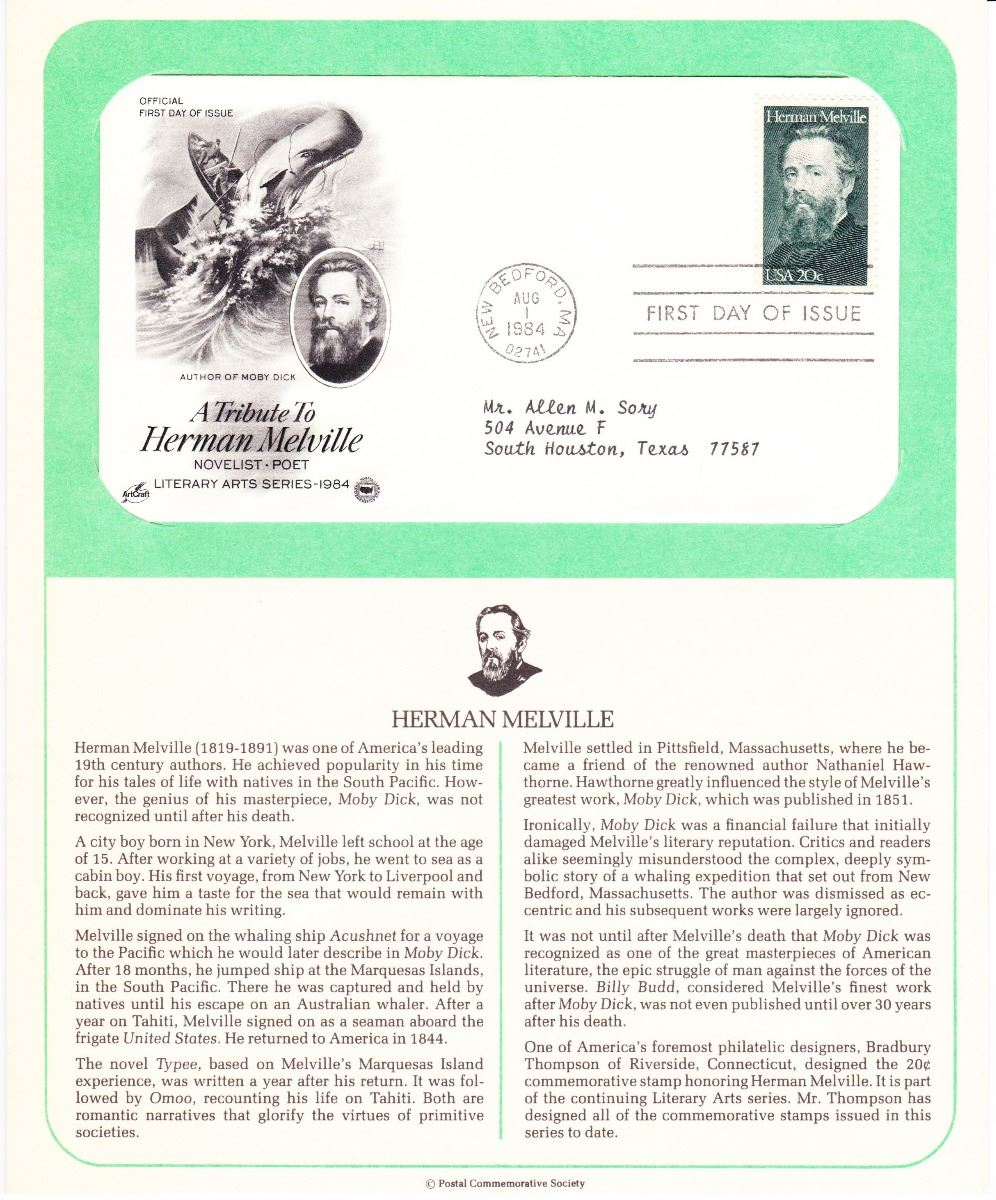 OFFICIAL
FIRST DAY OF ISSUE
Herman Melville
USA 20c
NEW BEDFORD, MA
AUG
1
1984
02741
FIRST DAY OF ISSUE
AUTHOR OF MOBY DICK
A Tribute To
Herman Melville
NOVELIST · POET
LITERARY ARTS SERIES-1984
ArtCraft
Mr. Allen M. Sory
504 Avenue F
South Houston, Texas 77587
HERMAN MELVILLE
Herman Melville (1819-1891) was one of America's leading
19th century authors. He achieved popularity in his time
for his tales of life with natives in the South Pacific. How-
ever, the genius of his masterpiece, Moby Dick, was not
recognized until after his death.
A city boy born in New York, Melville left school at the age
of 15. After working at a variety of jobs, he went to sea as a
cabin boy. His first voyage, from New York to Liverpool and
back, gave him a taste for the sea that would remain with
him and dominate his writing.
Melville signed on the whaling ship Acushnet for a voyage
to the Pacific which he would later describe in Moby Dick.
After 18 months, he jumped ship at the Marquesas Islands,
in the South Pacific. There he was captured and held by
natives until his escape on an Australian whaler. After a
year on Tahiti, Melville signed on as a seaman aboard the
frigate United States. He returned to America in 1844.
The novel Typee, based on Melville's Marquesas Island
experience, was written a year after his return. It was fol-
lowed by Omoo, recounting his life on Tahiti. Both are
romantic narratives that glorify the virtues of primitive
societies.
Melville settled in Pittsfield, Massachusetts, where he be-
came a friend of the renowned author Nathaniel Haw-
thorne. Hawthorne greatly influenced the style of Melville's
greatest work, Moby Dick, which was published in 1851.
Ironically, Moby Dick was a financial failure that initially
damaged Melville's literary reputation. Critics and readers
alike seemingly misunderstood the complex, deeply sym-
bolic story of a whaling expedition that set out from New
Bedford, Massachusetts. The author was dismissed as ec-
centric and his subsequent works were largely ignored.
It was not until after Melville's death that Moby Dick was
recognized as one of the great masterpieces of American
literature, the epic struggle of man against the forces of the
universe. Billy Budd, considered Melville's finest work
after Moby Dick, was not even published until over 30 years
after his death.
One of America's foremost philatelic designers, Bradbury
Thompson of Riverside, Connecticut, designed the 20¢
commemorative stamp honoring Herman Melville. It is part
of the continuing Literary Arts series. Mr. Thompson has
designed all of the commemorative stamps issued in this
series to date.
© Postal Commemorative Society